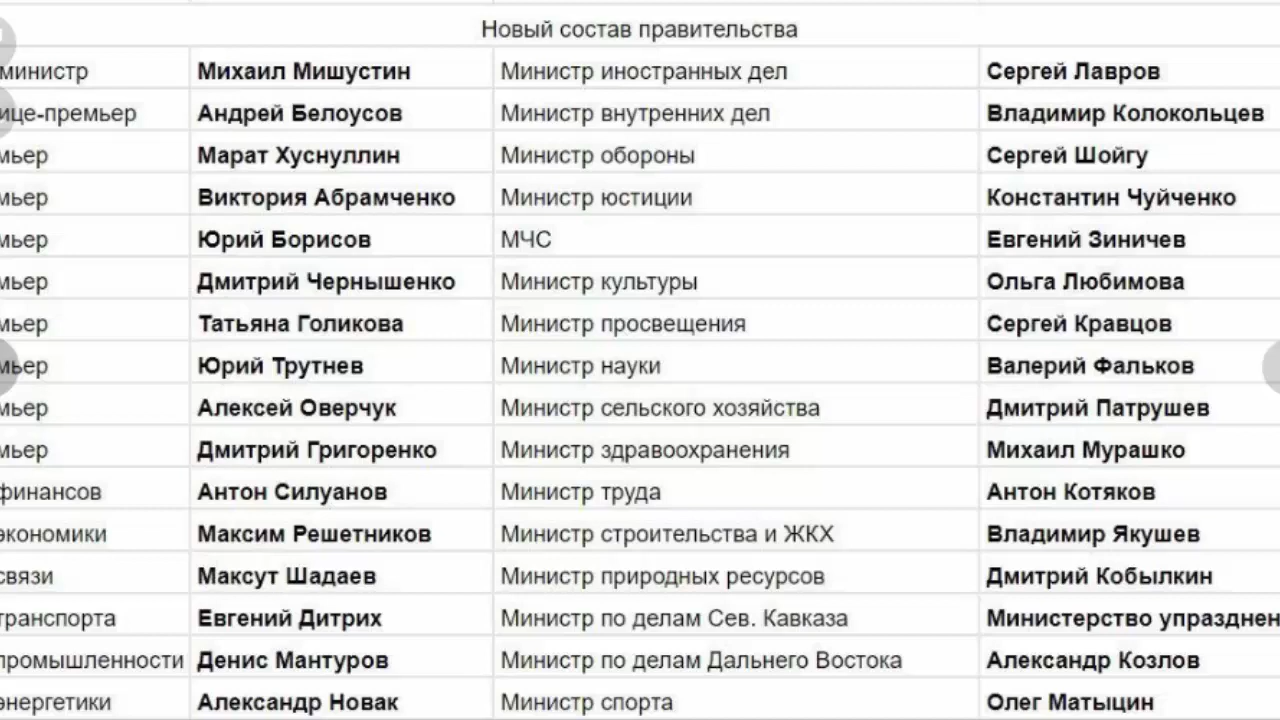 Новый состав правительства
министр Михаил Мишустин Министр иностранных дел Сергей Лавров
ице-премьер Андрей Белоусов Министр внутренних дел Владимир Колокольцев
мьер Марат Хуснуллин Министр обороны Сергей Шойгу
мьер Виктория Абрамченко Министр юстиции Константин Чуйченко
мьер Юрий Борисов МЧС Евгений Зиничев
мьер Дмитрий Чернышенко Министр культуры Ольга Любимова
мьер Татьяна Голикова Министр просвещения Сергей Кравцов
мьер Юрий Трутнев Министр науки Валерий Фальков
мьер Алексей Оверчук Министр сельского хозяйства Дмитрий Патрушев
мьер Дмитрий Григоренко Министр здравоохранения Михаил Мурашко
финансов Антон Силуанов Министр труда Антон Котяков
экономики Максим Решетников Министр строительства и ЖКХ Владимир Якушев
связи Максут Шадаев Министр природных ресурсов Дмитрий Кобылкин
транспорта Евгений Дитрих Министр по делам Сев. Кавказа Министерство упразднен
промышленности Денис Мантуров Министр по делам Дальнего Востока Александр Козлов
энергетики Александр Новак Министр спорта Олег Матыцин